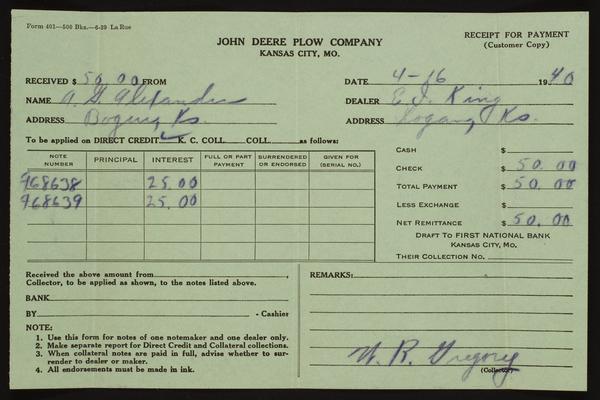 Form 401—500 Bks.—6-39 La Rue
JOHN DEERE PLOW COMPANY
KANSAS CITY, MO.
RECEIPT FOR PAYMENT
(Customer Copy)
RECEIVED $ 50.00 FROM
DATE 4-16 1940
NAME A. G. Alexander
DEALER E. J. King
ADDRESS Ks.
ADDRESS Logan, Ks.
To be applied on DIRECT CREDIT ✓ K. C. COLL. COLL. as follows:
NOTE NUMBER PRINCIPAL INTEREST FULL OR PART PAYMENT SURRENDERED OR ENDORSED GIVEN FOR (SERIAL NO.)
768638 25.00
768639 25.00
CASH $
CHECK $ 50.00
TOTAL PAYMENT $ 50.00
LESS EXCHANGE $
NET REMITTANCE $ 50.00
DRAFT TO FIRST NATIONAL BANK
KANSAS CITY, MO.
THEIR COLLECTION NO.
Received the above amount from ,
Collector, to be applied as shown, to the notes listed above.
BANK
BY - Cashier
NOTE:
1. Use this form for notes of one notemaker and one dealer only.
2. Make separate report for Direct Credit and Collateral collections.
3. When collateral notes are paid in full, advise whether to sur-
render to dealer or maker.
4. All endorsements must be made in ink.
REMARKS:
W. R. Gregory
(Collector)